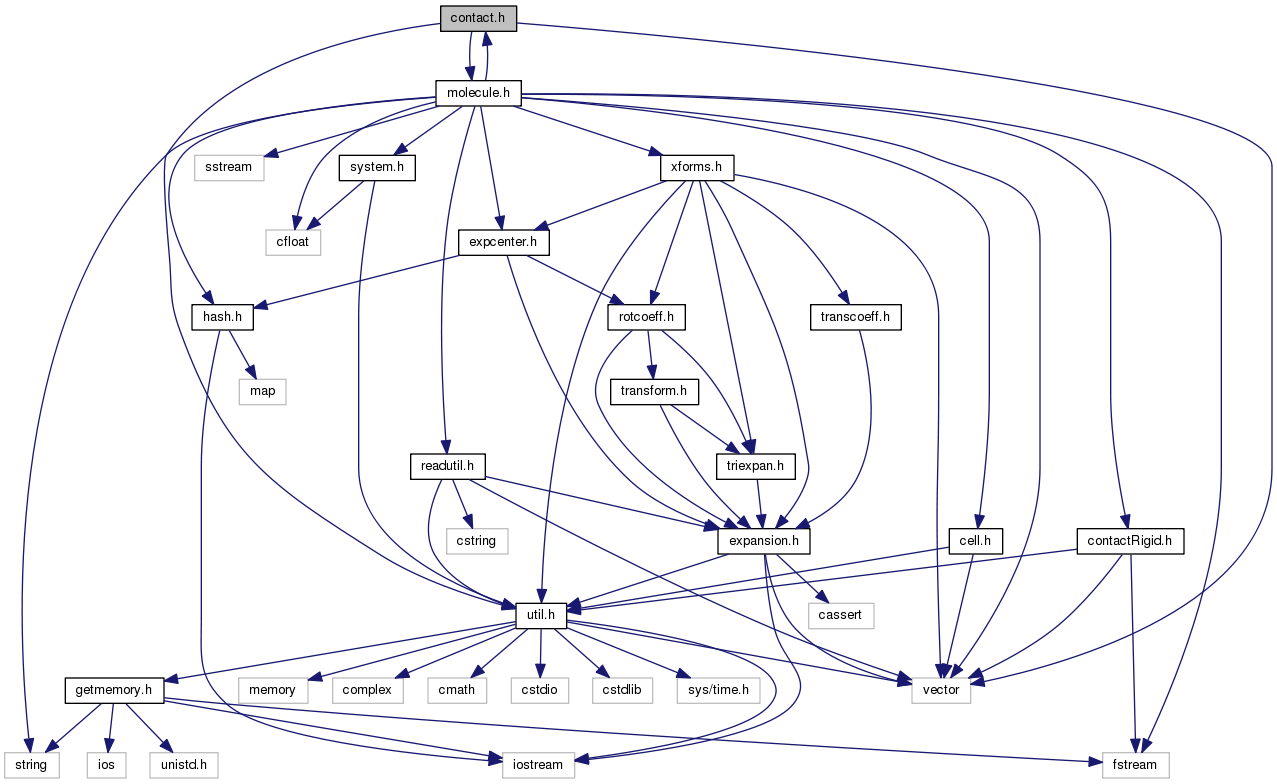 contact.h
molecule.h
sstream
system.h
xforms.h
cfloat
expcenter.h
hash.h
rotcoeff.h
transcoeff.h
map
transform.h
readutil.h
triexpan.h
cstring
expansion.h
cell.h
contactRigid.h
util.h
cassert
getmemory.h
memory
complex
cmath
cstdio
cstdlib
sys/time.h
vector
string
ios
unistd.h
iostream
fstream